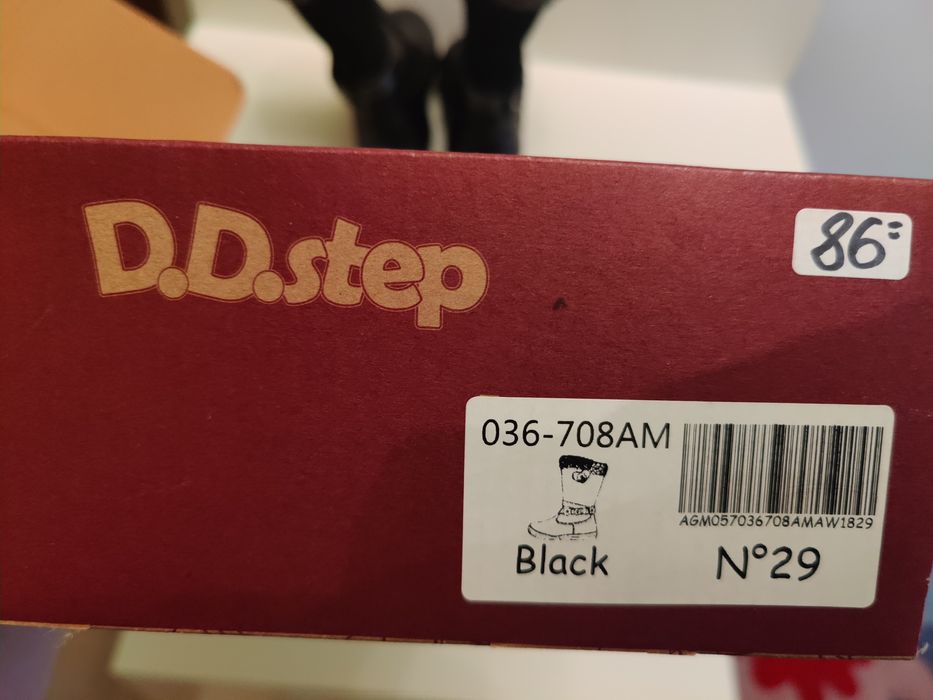 D.D.step
86=
036-708AM
AGM057036708AMAW1829
Black
N°29